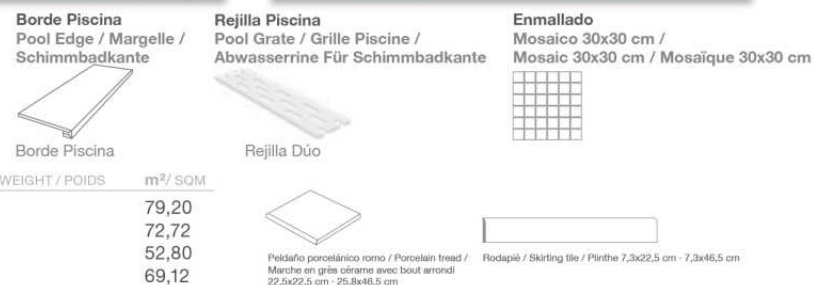 Borde Piscina
Pool Edge / Margelle /
Schimmbadkante
Borde Piscina
Rejilla Piscina
Pool Grate / Grille Piscine /
Abwasserrine Für Schimmbadkante
Rejilla Dúo
Enmallado
Mosaico 30x30 cm /
Mosaic 30x30 cm / Mosaïque 30x30 cm
WEIGHT / POIDS m²/ SQM
79,20
72,72
52,80
69,12
Peldaño porcelánico romo / Porcelain tread /
Marche en grès cérame avec bout arrondi
22,5x22,5 cm - 25,8x46,5 cm
Rodapié / Skirting tile / Plinthe 7,3x22,5 cm - 7,3x46,5 cm